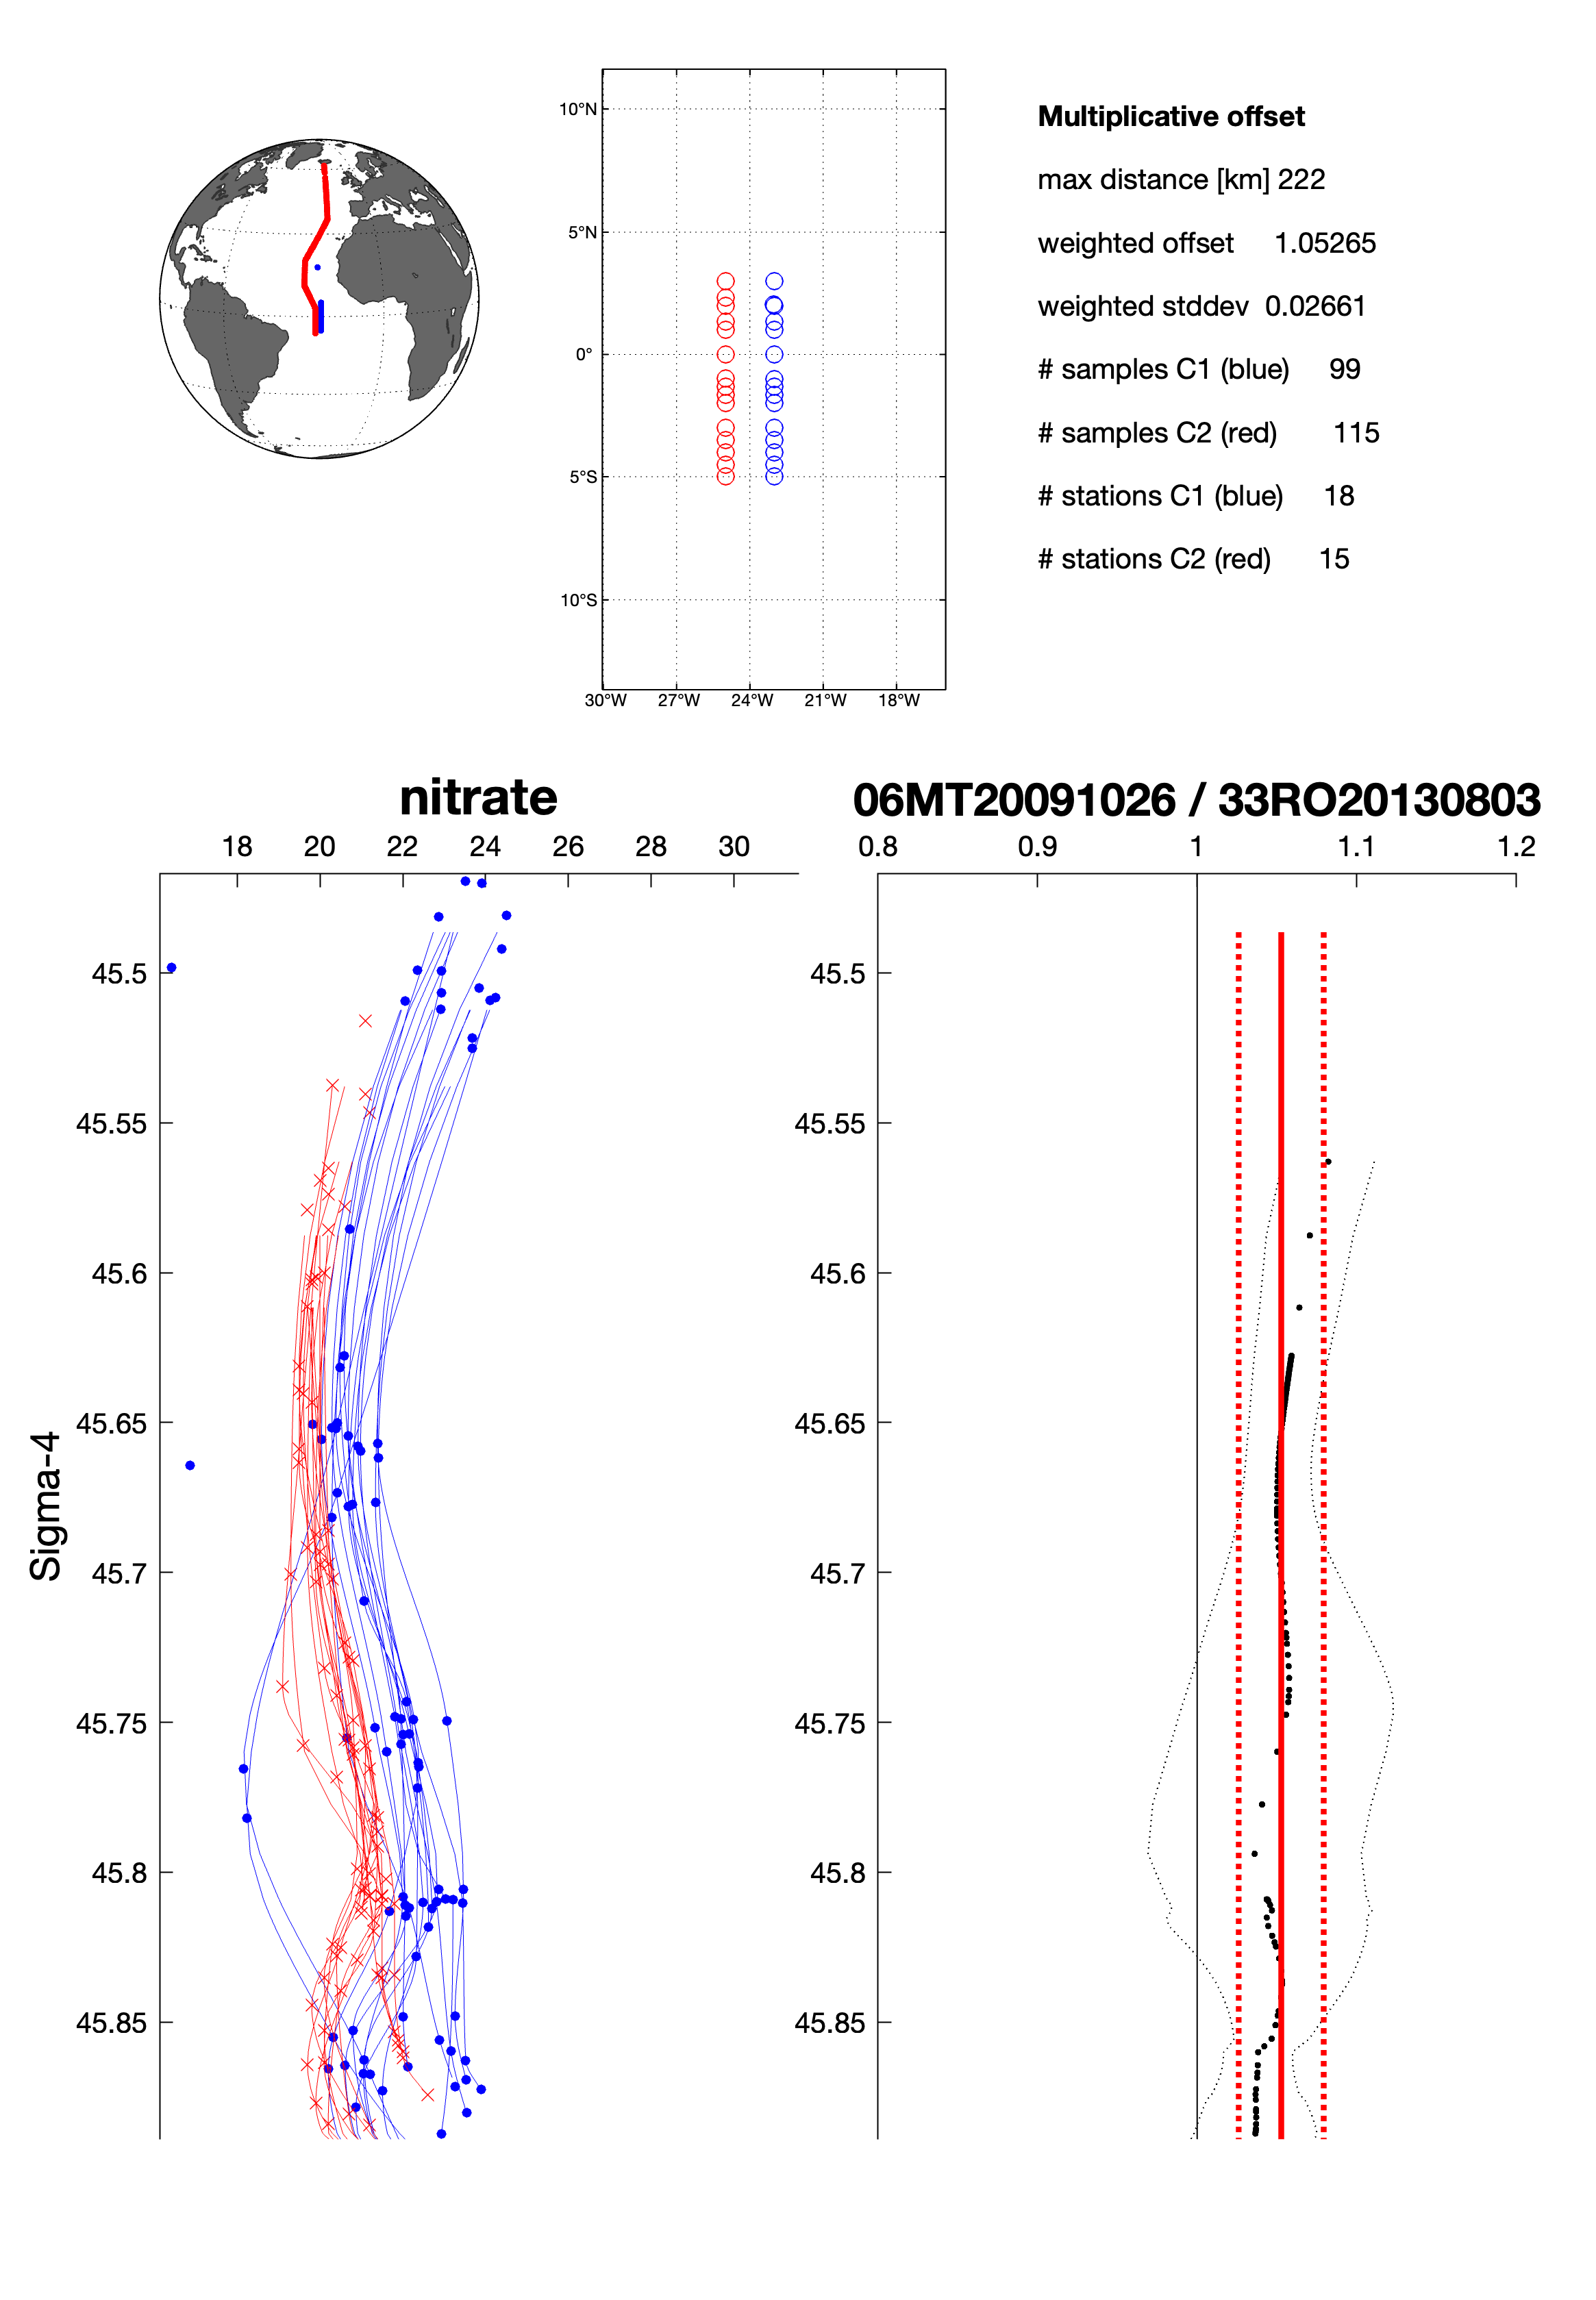 Multiplicative offset
max distance [km] 222
weighted offset 1.05265
weighted stddev 0.02661
# samples C1 (blue) 99
# samples C2 (red) 115
# stations C1 (blue) 18
# stations C2 (red) 15
10°N
5°N
0°
5°S
10°S
30°W 27°W 24°W 21°W 18°W
nitrate
18 20 22 24 26 28 30
45.5
45.55
45.6
45.65
45.7
45.75
45.8
45.85
Sigma-4
06MT20091026 / 33RO20130803
0.8 0.9 1 1.1 1.2
45.5
45.55
45.6
45.65
45.7
45.75
45.8
45.85